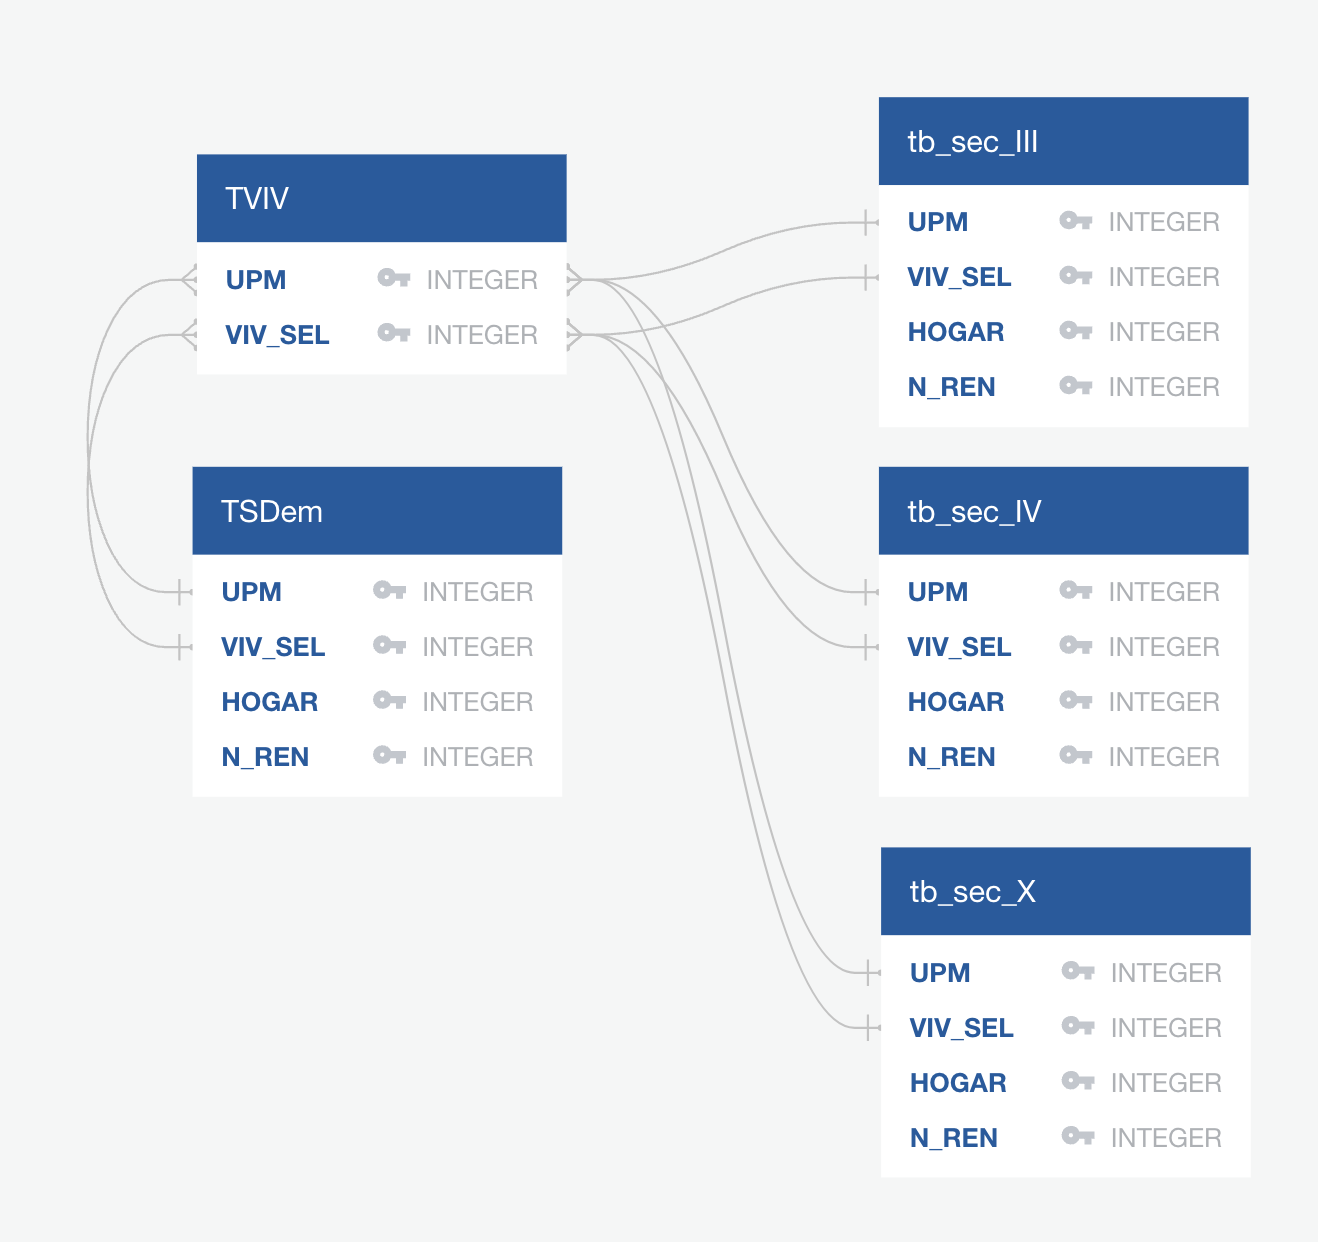 TVIV
UPM INTEGER
VIV_SEL INTEGER
TSDem
UPM INTEGER
VIV_SEL INTEGER
HOGAR INTEGER
N_REN INTEGER
tb_sec_III
UPM INTEGER
VIV_SEL INTEGER
HOGAR INTEGER
N_REN INTEGER
tb_sec_IV
UPM INTEGER
VIV_SEL INTEGER
HOGAR INTEGER
N_REN INTEGER
tb_sec_X
UPM INTEGER
VIV_SEL INTEGER
HOGAR INTEGER
N_REN INTEGER